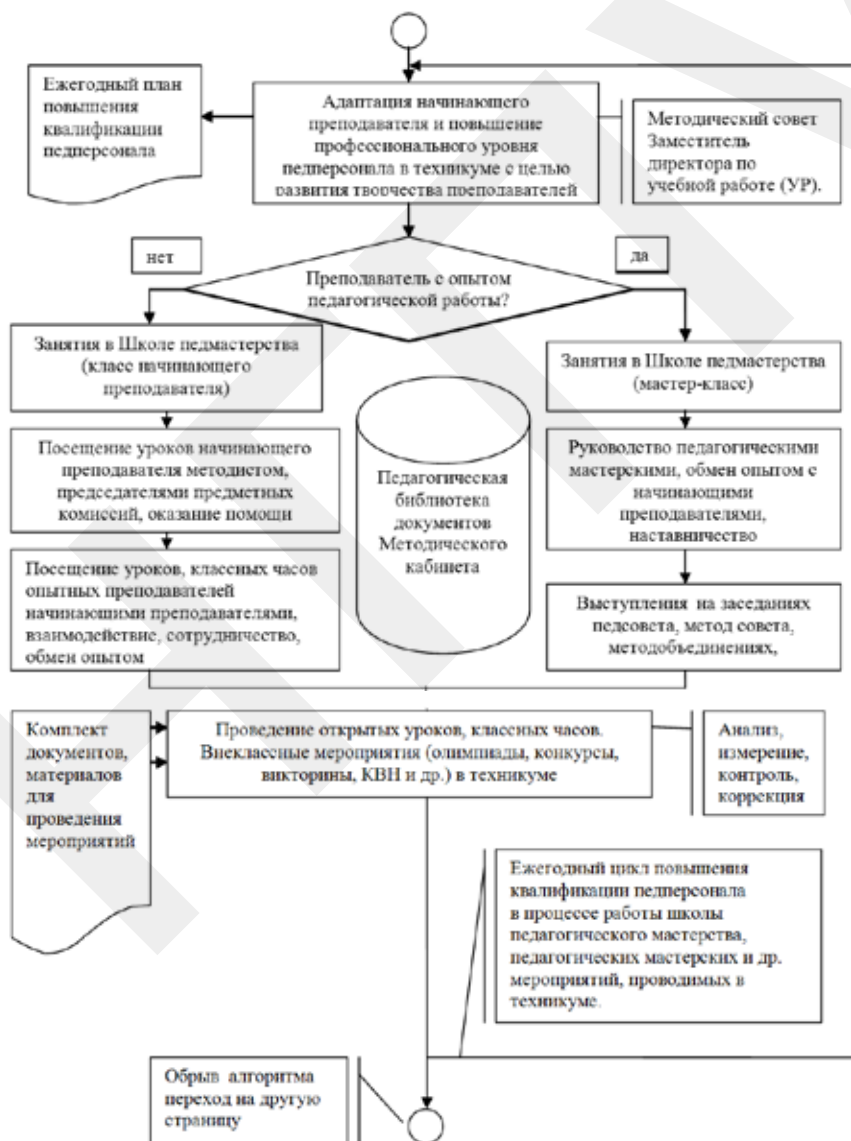 Ежегодный план
повышения
квалификации
педперсонала
Адаптация начинающего
преподавателя и повышение
профессионального уровня
педперсонала в техникуме с целью
развития творчества преподавателей
Методический совет
Заместитель
директора по
учебной работе (УР).
нет
да
Преподаватель с опытом
педагогической работы?
Занятия в Школе педмастерства
(класс начинающего
преподавателя)
Занятия в Школе педмастерства
(мастер-класс)
Посещение уроков начинающего
преподавателя методистом,
председателями предметных
комиссий, оказание помощи
Педагогическая
библиотека
документов
Методического
кабинета
Руководство педагогическими
мастерскими, обмен опытом с
начинающими
преподавателями,
наставничество
Посещение уроков, классных часов
опытных преподавателей
начинающими преподавателями,
взаимодействие, сотрудничество,
обмен опытом
Выступления на заседаниях
педсовета, метод совета,
методобъединениях,
Комплект
документов,
материалов
для
проведения
мероприятий
Проведение открытых уроков, классных часов.
Внеклассные мероприятия (олимпиады, конкурсы,
викторины, КВН и др.) в техникуме
Анализ,
измерение,
контроль,
коррекция
Ежегодный цикл повышения
квалификации педперсонала
в процессе работы школы
педагогического мастерства,
педагогических мастерских и др.
мероприятий, проводимых в
техникуме.
Обрыв алгоритма
переход на другую
страницу